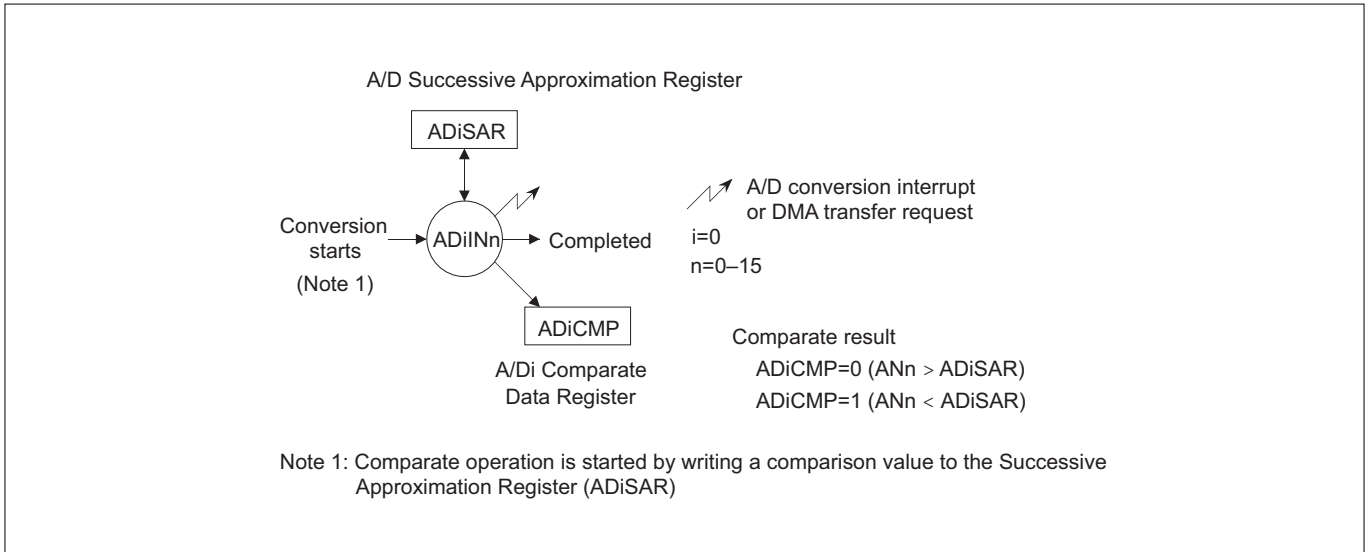 A/D Successive Approximation Register
ADiSAR
Conversion
starts
(Note 1)
ADiINn
Completed
ADiCMP
A/Di Comparate
Data Register
A/D conversion interrupt
or DMA transfer request
i=0
n=0–15
Comparate result
ADiCMP=0 (ANn > ADiSAR)
ADiCMP=1 (ANn < ADiSAR)
Note 1: Comparate operation is started by writing a comparison value to the Successive
Approximation Register (ADiSAR)